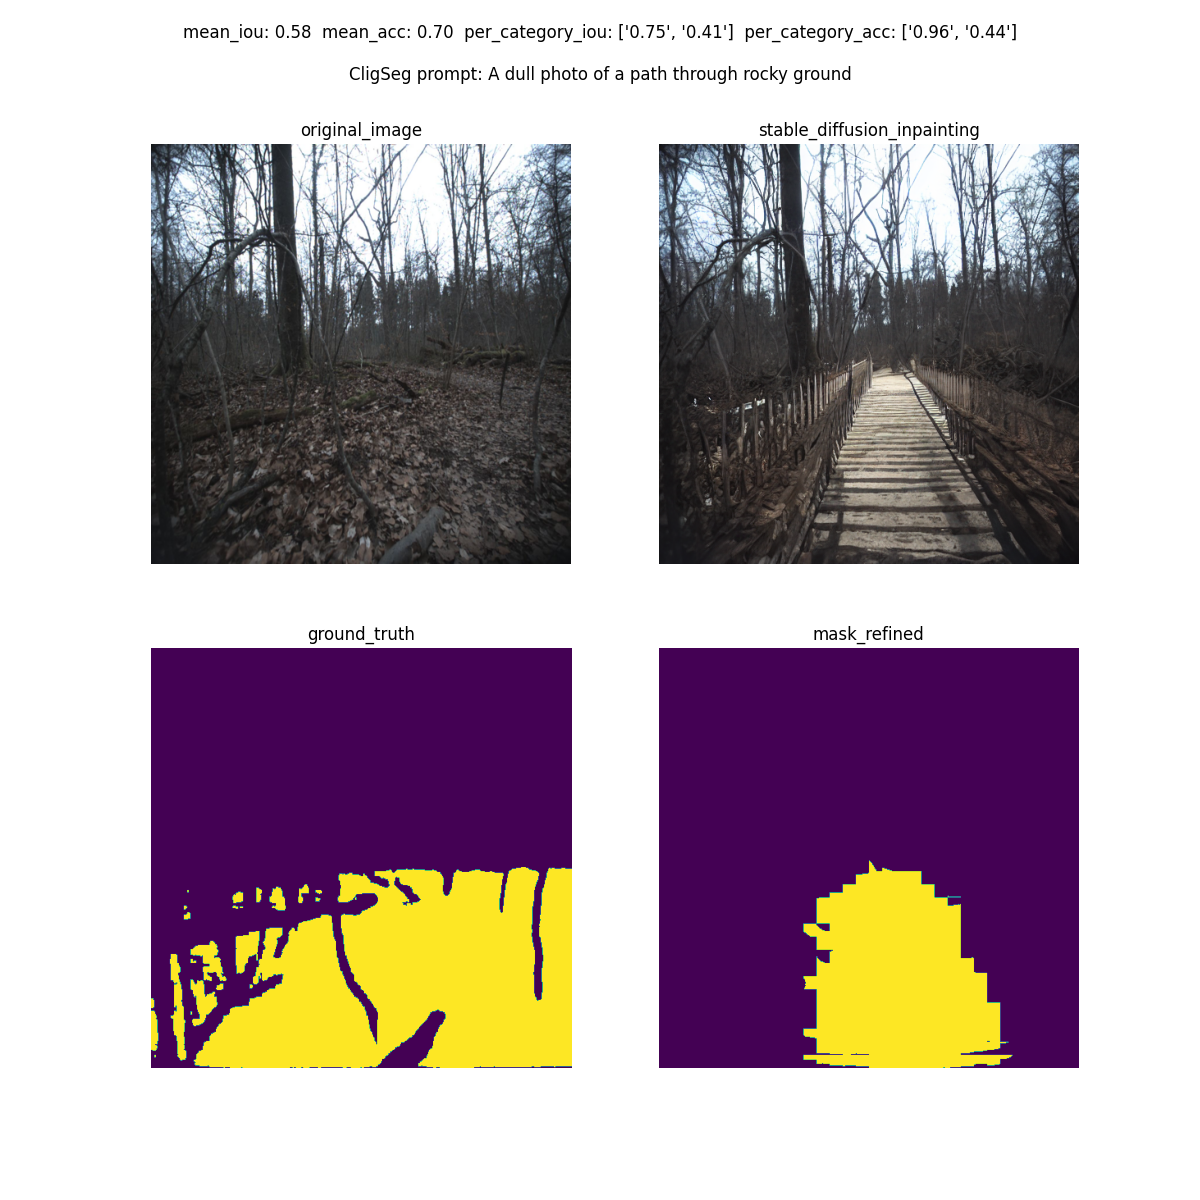 mean_iou: 0.58  mean_acc: 0.70  per_category_iou: ['0.75', '0.41']  per_category_acc: ['0.96', '0.44']
CligSeg prompt: A dull photo of a path through rocky ground
original_image
stable_diffusion_inpainting
ground_truth
mask_refined